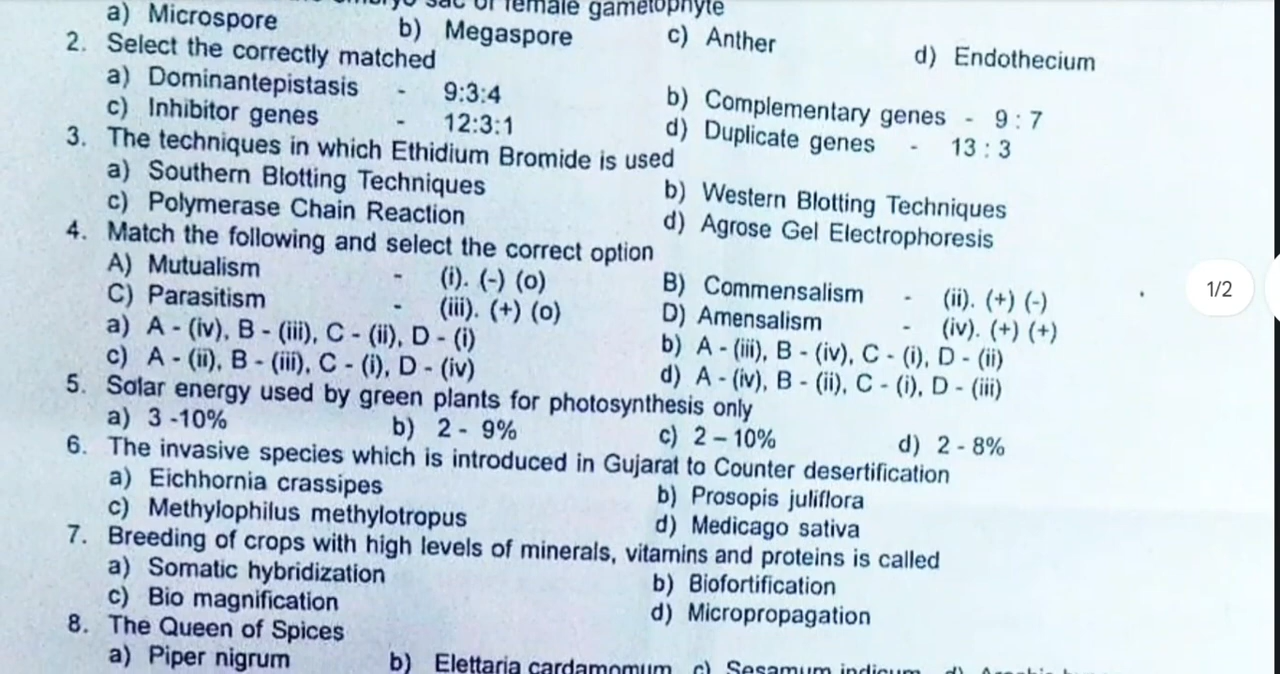 of female gametophyte
a) Microspore b) Megaspore c) Anther d) Endothecium
2. Select the correctly matched
a) Dominantepistasis - 9:3:4 b) Complementary genes - 9 : 7
c) Inhibitor genes - 12:3:1 d) Duplicate genes - 13 : 3
3. The techniques in which Ethidium Bromide is used
a) Southern Blotting Techniques b) Western Blotting Techniques
c) Polymerase Chain Reaction d) Agrose Gel Electrophoresis
4. Match the following and select the correct option
A) Mutualism - (i). (-) (o) B) Commensalism - (ii). (+) (-)
C) Parasitism - (iii). (+) (o) D) Amensalism - (iv). (+) (+)
a) A - (iv), B - (iii), C - (ii), D - (i) b) A - (iii), B - (iv), C - (i), D - (ii)
c) A - (ii), B - (iii), C - (i), D - (iv) d) A - (iv), B - (ii), C - (i), D - (iii)
5. Solar energy used by green plants for photosynthesis only
a) 3 -10% b) 2 - 9% c) 2 – 10% d) 2 - 8%
6. The invasive species which is introduced in Gujarat to Counter desertification
a) Eichhornia crassipes b) Prosopis juliflora
c) Methylophilus methylotropus d) Medicago sativa
7. Breeding of crops with high levels of minerals, vitamins and proteins is called
a) Somatic hybridization b) Biofortification
c) Bio magnification d) Micropropagation
8. The Queen of Spices
a) Piper nigrum b) Elettaria cardamomum c) Sesamum indicum d)
1/2